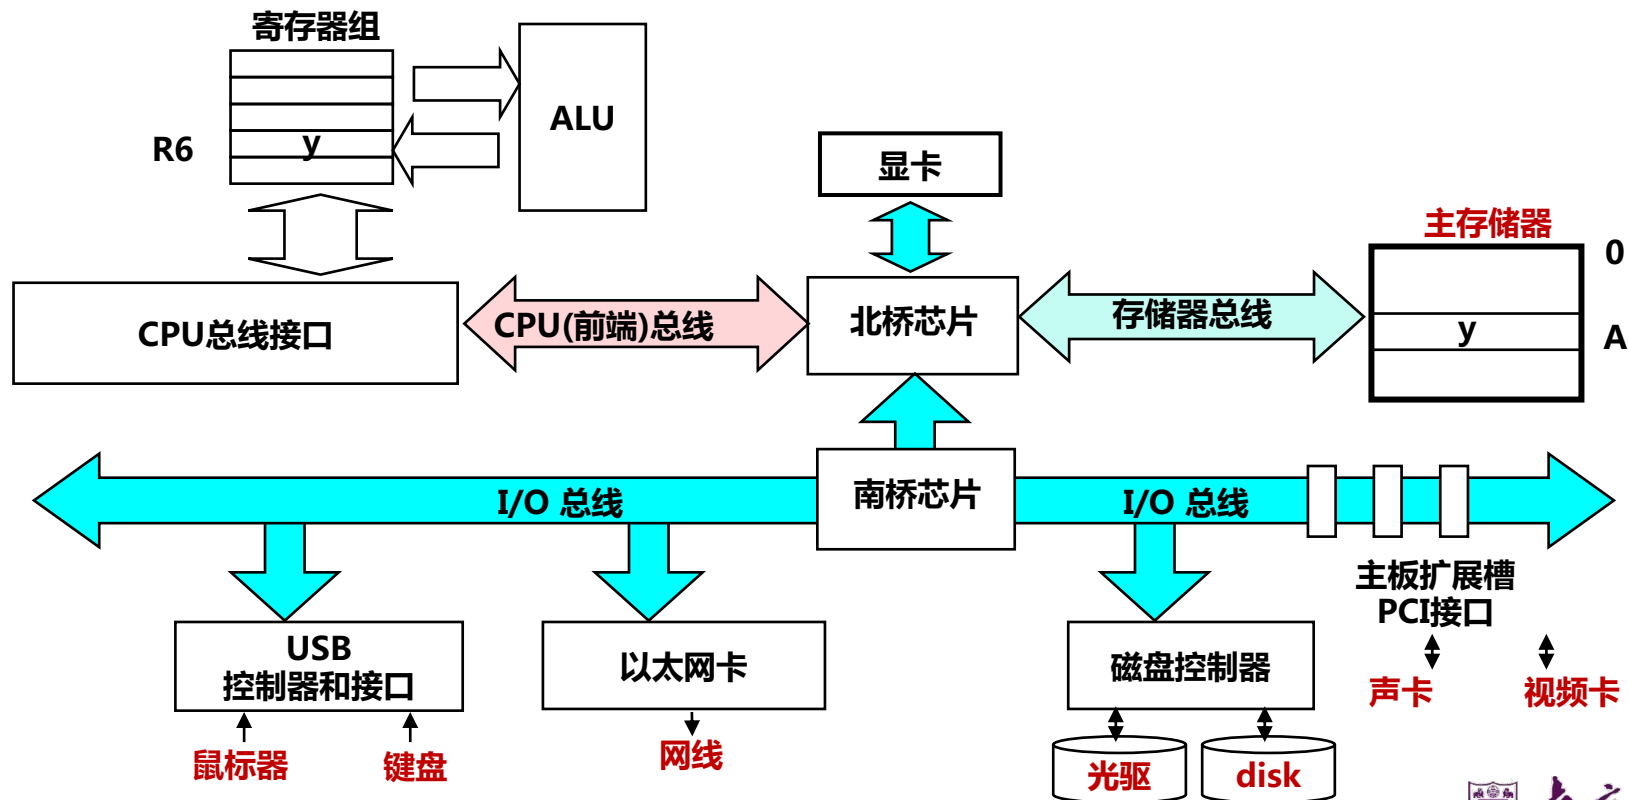 寄存器组
ALU
R6
y
显卡
主存储器
0
CPU总线接口
CPU(前端)总线
北桥芯片
存储器总线
y
A
I/O 总线
南桥芯片
I/O 总线
主板扩展槽
PCI接口
USB
控制器和接口
以太网卡
磁盘控制器
声卡
视频卡
鼠标器
键盘
网线
光驱
disk